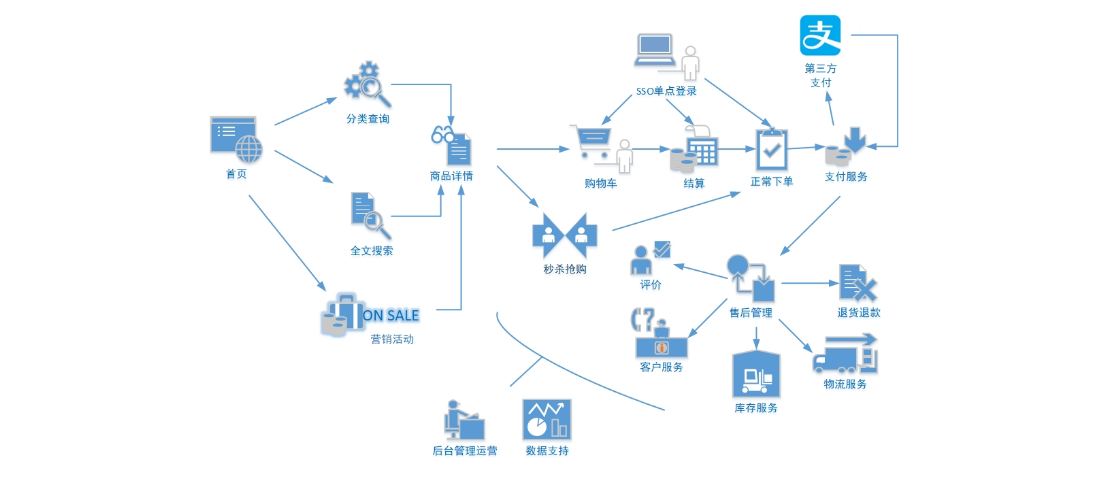 支
第三方
支付
SSO单点登录
分类查询
首页
商品详情
购物车
结算
正常下单
支付服务
全文搜索
秒杀抢购
评价
售后管理
退货退款
ON SALE
营销活动
客户服务
物流服务
库存服务
后台管理运营
数据支持